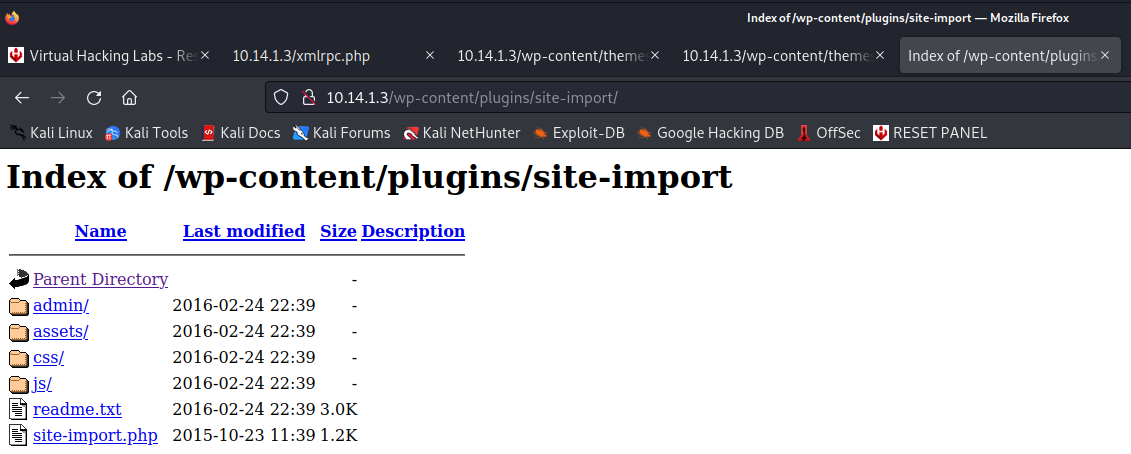 Index of /wp-content/plugins/site-import — Mozilla Firefox
Virtual Hacking Labs - Res × 10.14.1.3/xmlrpc.php × 10.14.1.3/wp-content/theme × 10.14.1.3/wp-content/theme × Index of /wp-content/plugins ×
10.14.1.3/wp-content/plugins/site-import/
Kali Linux Kali Tools Kali Docs Kali Forums Kali NetHunter Exploit-DB Google Hacking DB OffSec RESET PANEL
Index of /wp-content/plugins/site-import
Name Last modified Size Description
Parent Directory -
admin/ 2016-02-24 22:39 -
assets/ 2016-02-24 22:39 -
css/ 2016-02-24 22:39 -
js/ 2016-02-24 22:39 -
readme.txt 2016-02-24 22:39 3.0K
site-import.php 2015-10-23 11:39 1.2K